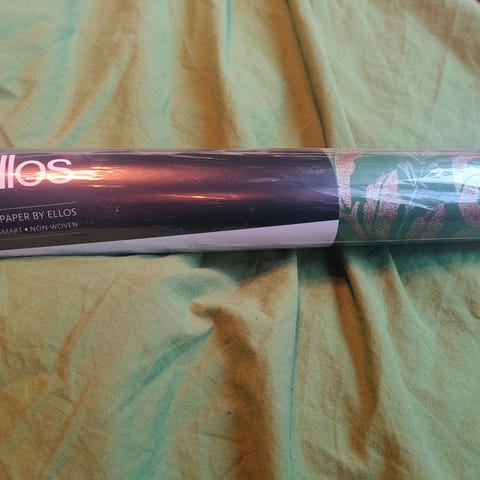 llos
PAPER BY ELLOS
MART • NON-WOVEN